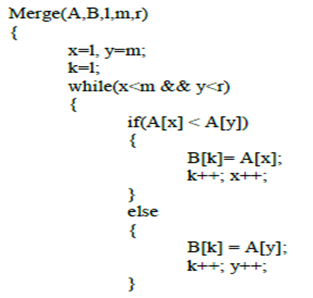 Merge(A,B,l,m,r)
{
x=l, y=m;
k=l;
while(x<m && y<r)
{
if(A[x] < A[y])
{
B[k]= A[x];
k++; x++;
}
else
{
B[k] = A[y];
k++; y++;
}